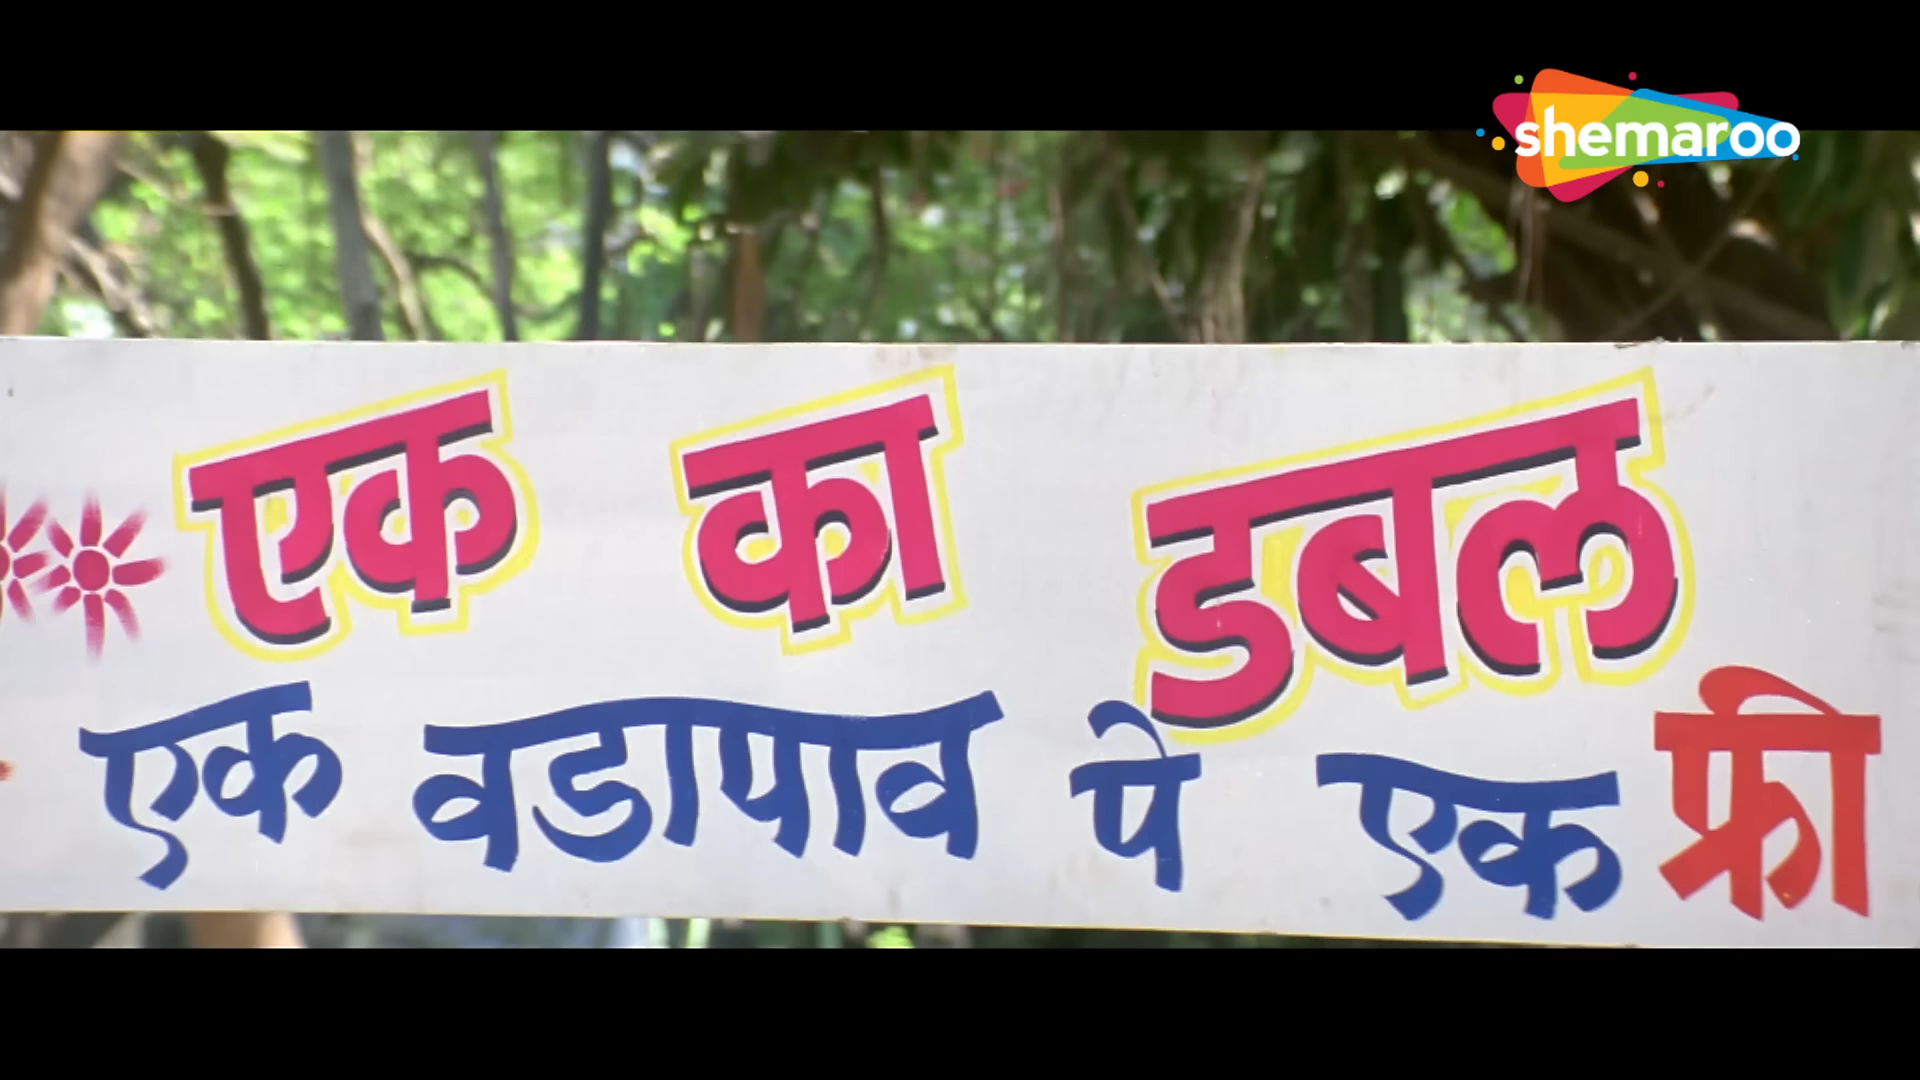 shemaroo
एक का डबल
एक वडापाव पे एक फ्री